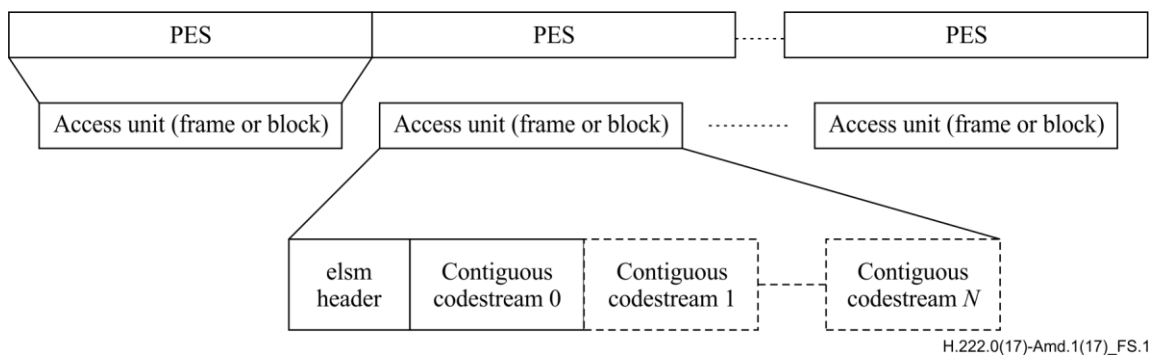 PES PES PES
Access unit (frame or block) Access unit (frame or block) Access unit (frame or block)
elsm
header
Contiguous
codestream 0
Contiguous
codestream 1
Contiguous
codestream N
H.222.0(17)-Amd.1(17)_FS.1